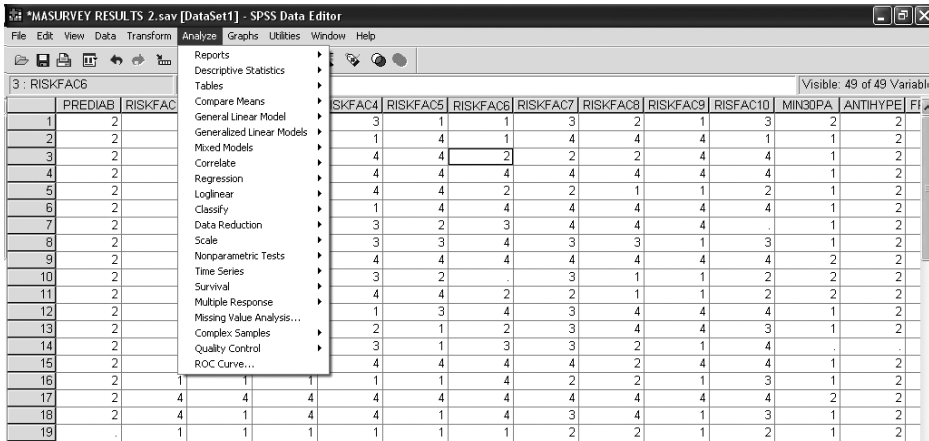 *MASURVEY RESULTS 2.sav [DataSet1] - SPSS Data Editor
File Edit View Data Transform Analyze Graphs Utilities Window Help
3 : RISKFAC6 Visible: 49 of 49 Variabl
Reports
Descriptive Statistics
Tables
Compare Means
General Linear Model
Generalized Linear Models
Mixed Models
Correlate
Regression
Loglinear
Classify
Data Reduction
Scale
Nonparametric Tests
Time Series
Survival
Multiple Response
Missing Value Analysis...
Complex Samples
Quality Control
ROC Curve...
PREDIAB RISKFAC ISKFAC4 RISKFAC5 RISKFAC6 RISKFAC7 RISKFAC8 RISKFAC9 RISFAC10 MIN30PA ANTIHYPE
1 2 3 1 1 3 2 1 3 2 2
2 2 1 4 1 4 4 4 1 1 2
3 2 4 4 2 2 2 4 4 1 2
4 2 4 4 4 4 4 4 4 1 2
5 2 4 4 2 2 1 1 2 1 2
6 2 1 4 4 4 4 4 4 1 2
7 2 3 2 3 4 4 4 . 1 2
8 2 3 3 4 3 3 1 3 1 2
9 2 4 4 4 4 4 4 4 2 2
10 2 3 2 . 3 1 1 2 2 2
11 2 4 4 2 2 1 1 2 2 2
12 2 1 3 4 3 4 4 4 1 2
13 2 2 1 2 3 4 4 3 1 2
14 2 3 1 3 3 2 1 4 . .
15 2 4 4 4 4 2 4 4 1 2
16 2 1 1 1 1 1 4 2 2 1 3 1 2
17 2 4 4 4 4 4 4 4 4 4 4 2 2
18 2 4 1 4 4 1 4 3 4 1 3 1 2
19 . 1 1 1 1 1 1 2 2 1 2 1 2